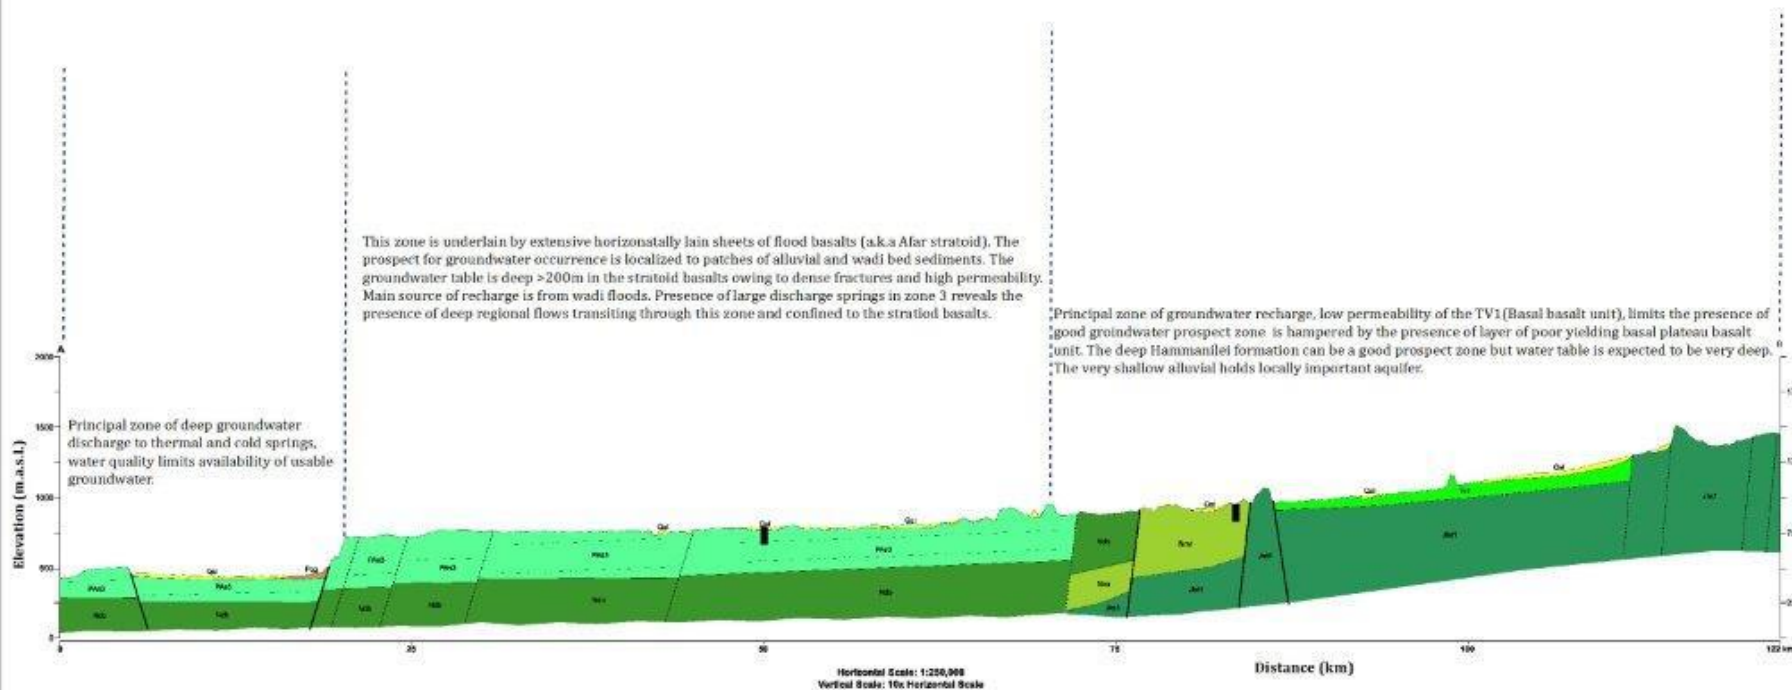 This zone is underlain by extensive horizonatally lain sheets of flood basalts (a.k.a Afar stratoid). The
prospect for groundwater occurrence is localized to patches of alluvial and wadi bed sediments. The
groundwater table is deep >200m in the stratoid basalts owing to dense fractures and high permeability.
Main source of recharge is from wadi floods. Presence of large discharge springs in zone 3 reveals the
presence of deep regional flows transiting through this zone and confined to the stratiod basalts.
Principal zone of groundwater recharge, low permeability of the TV1(Basal basalt unit), limits the presence of
good groindwater prospect zone is hampered by the presence of layer of poor yielding basal plateau basalt
unit. The deep Hammanilei formation can be a good prospect zone but water table is expected to be very deep.
The very shallow alluvial holds locally important aquifer.
A
2000
1500
1000
500
0
Elevation (m.a.s.l.)
Principal zone of deep groundwater
discharge to thermal and cold springs,
water quality limits availability of usable
groundwater.
0 25 50 75 100 122 km
Distance (km)
Horizontal Scale: 1:250,000
Vertical Scale: 10x Horizontal Scale